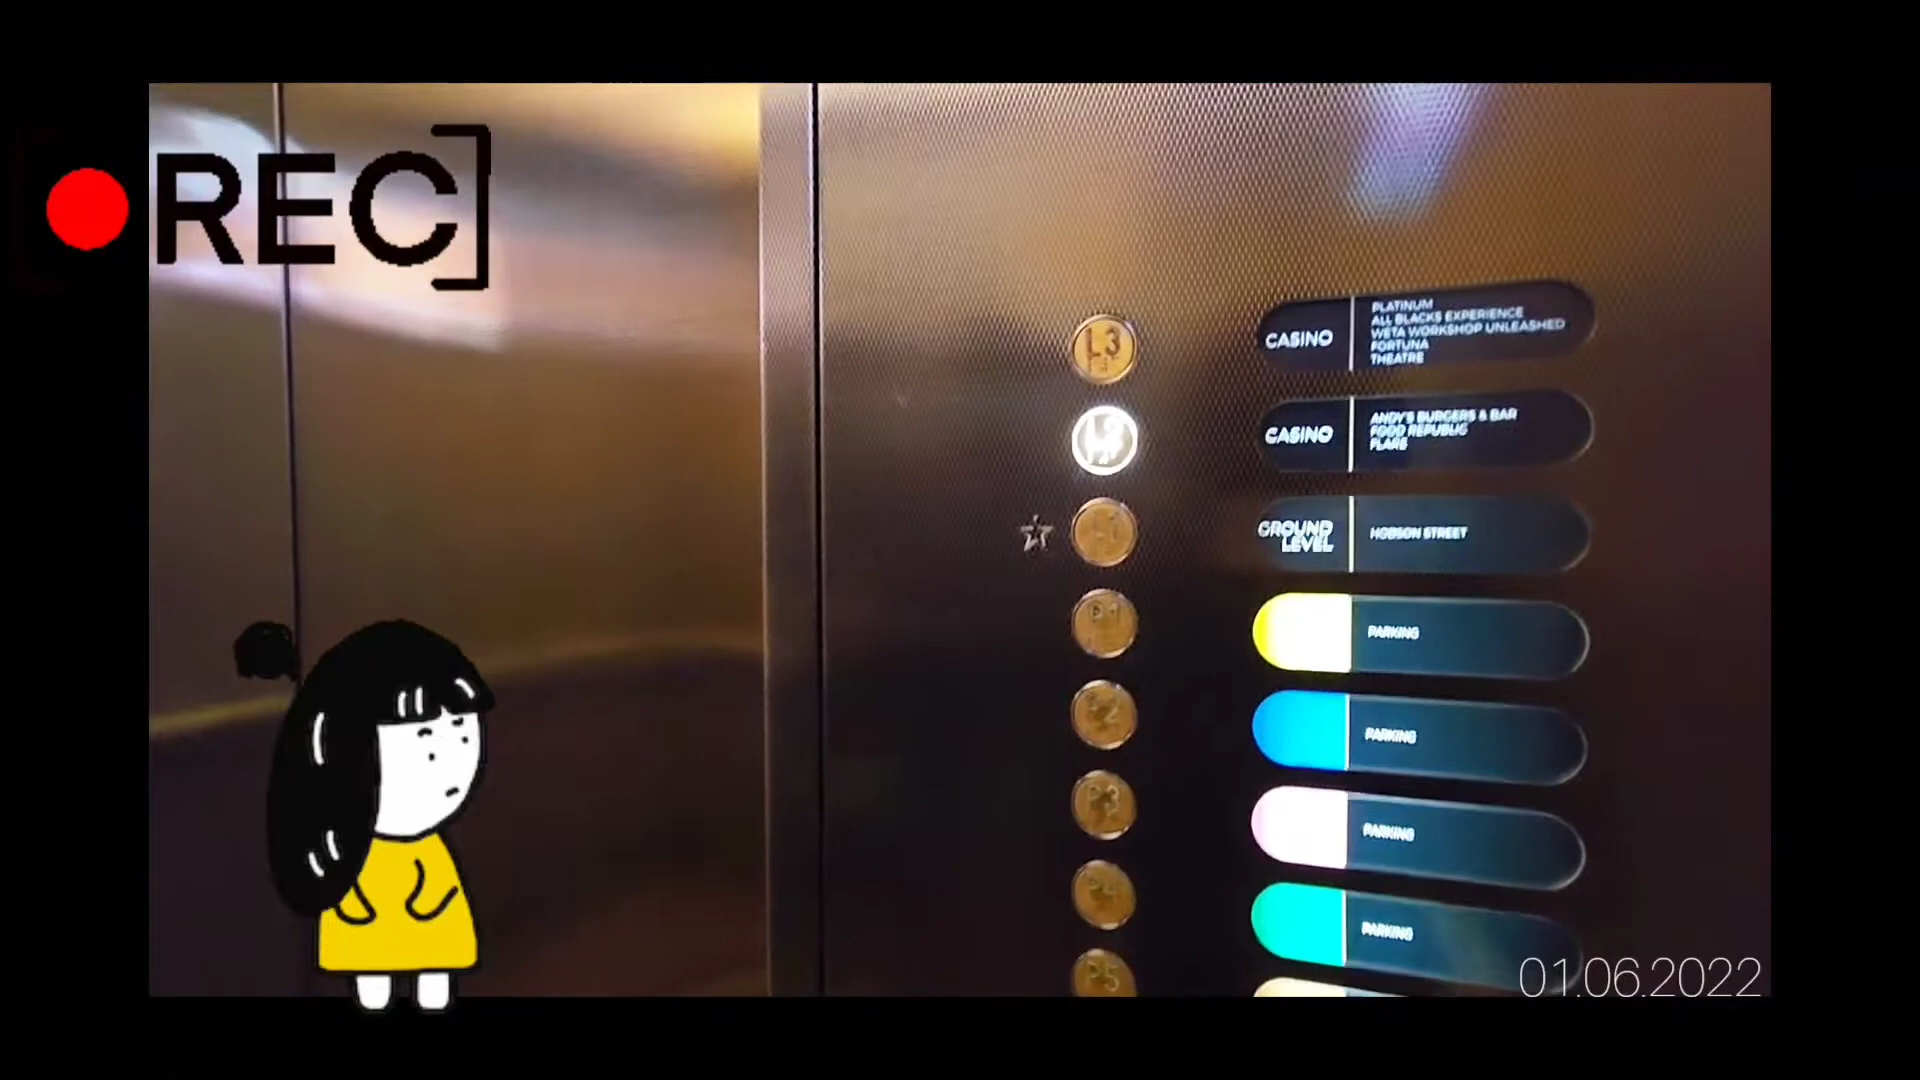 REC
L3
CASINO
PLATINUM
ALL BLACKS EXPERIENCE
WETA WORKSHOP UNLEASHED
FORTUNA
THEATRE
CASINO
ANDY'S BURGERS & BAR
FOOD REPUBLIC
FLARE
GROUND
LEVEL
HOBSON STREET
P1
PARKING
P2
PARKING
P3
PARKING
P4
PARKING
P5
01.06.2022